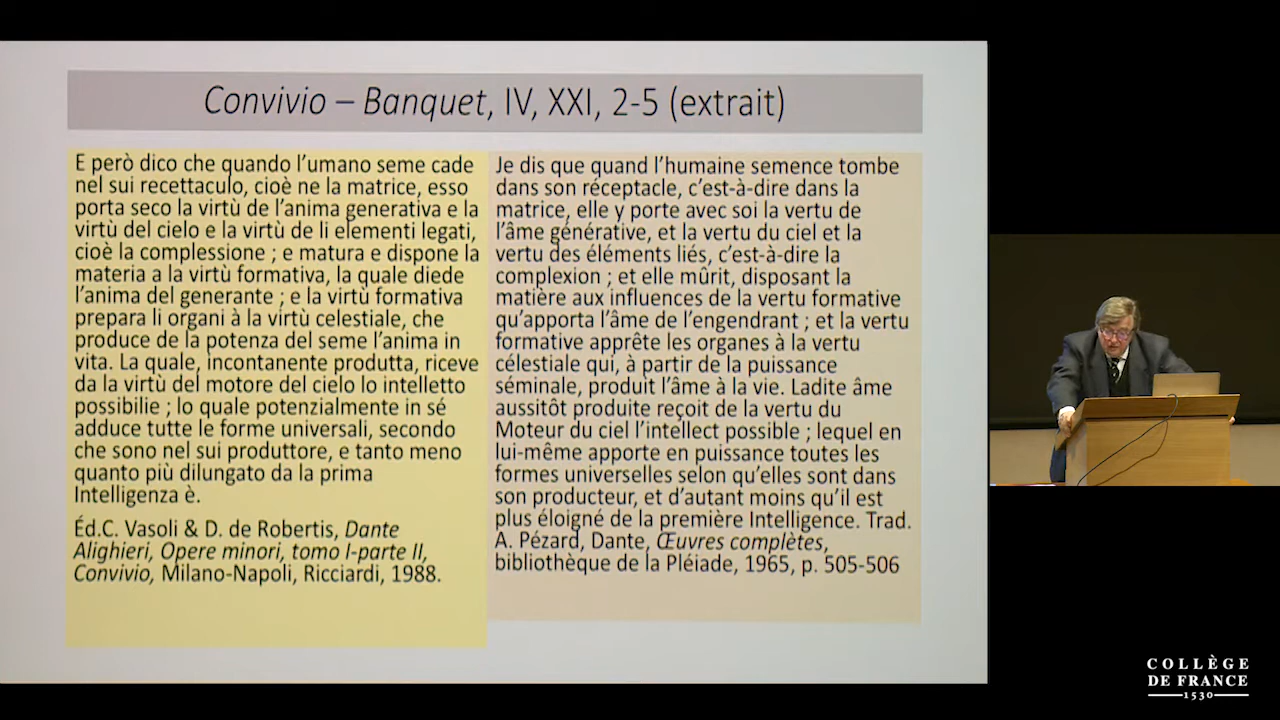 Convivio – Banquet, IV, XXI, 2-5 (extrait)
E però dico che quando l'umano seme cade
nel sui recettaculo, cioè ne la matrice, esso
porta seco la virtù de l'anima generativa e la
virtù del cielo e la virtù de li elementi legati,
cioè la complessione ; e matura e dispone la
materia a la virtù formativa, la quale diede
l'anima del generante ; e la virtù formativa
prepara li organi à la virtù celestiale, che
produce de la potenza del seme l'anima in
vita. La quale, incontanente produtta, riceve
da la virtù del motore del cielo lo intelletto
possibilie ; lo quale potenzialmente in sé
adduce tutte le forme universali, secondo
che sono nel sui produttore, e tanto meno
quanto più dilungato da la prima
Intelligenza è.
Éd.C. Vasoli & D. de Robertis, Dante
Alighieri, Opere minori, tomo I-parte II,
Convivio, Milano-Napoli, Ricciardi, 1988.
Je dis que quand l'humaine semence tombe
dans son réceptacle, c'est-à-dire dans la
matrice, elle y porte avec soi la vertu de
l'âme générative, et la vertu du ciel et la
vertu des éléments liés, c'est-à-dire la
complexion ; et elle mûrit, disposant la
matière aux influences de la vertu formative
qu'apporta l'âme de l'engendrant ; et la vertu
formative apprête les organes à la vertu
célestiale qui, à partir de la puissance
séminale, produit l'âme à la vie. Ladite âme
aussitôt produite reçoit de la vertu du
Moteur du ciel l'intellect possible ; lequel en
lui-même apporte en puissance toutes les
formes universelles selon qu'elles sont dans
son producteur, et d'autant moins qu'il est
plus éloigné de la première Intelligence. Trad.
A. Pézard, Dante, Œuvres complètes,
bibliothèque de la Pléiade, 1965, p. 505-506
COLLÈGE
DE FRANCE
1530